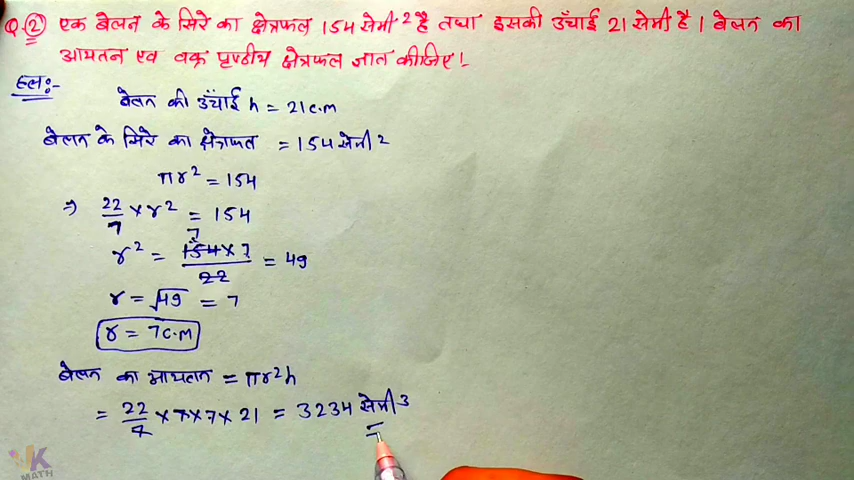 Q.② एक बेलन के सिरे का क्षेत्रफल 154 सेमी² है तथा इसकी उँचाई 21 सेमी है। बेलन का
आयतन एव वक्र पृष्ठीय क्षेत्रफल ज्ञात कीजिए।-
हल:-
बेलन की उँचाई h = 21c.m
बेलन के सिरे का क्षेत्रफल = 154 सेमी²
πr² = 154
⇒ 22/7 × r² = 154
r² = 154×7/22 = 49
r = √49 = 7
r = 7c.m
बेलन का आयतन = πr²h
= 22/7 × 7×7×21 = 3234 सेमी³
VK
MATH